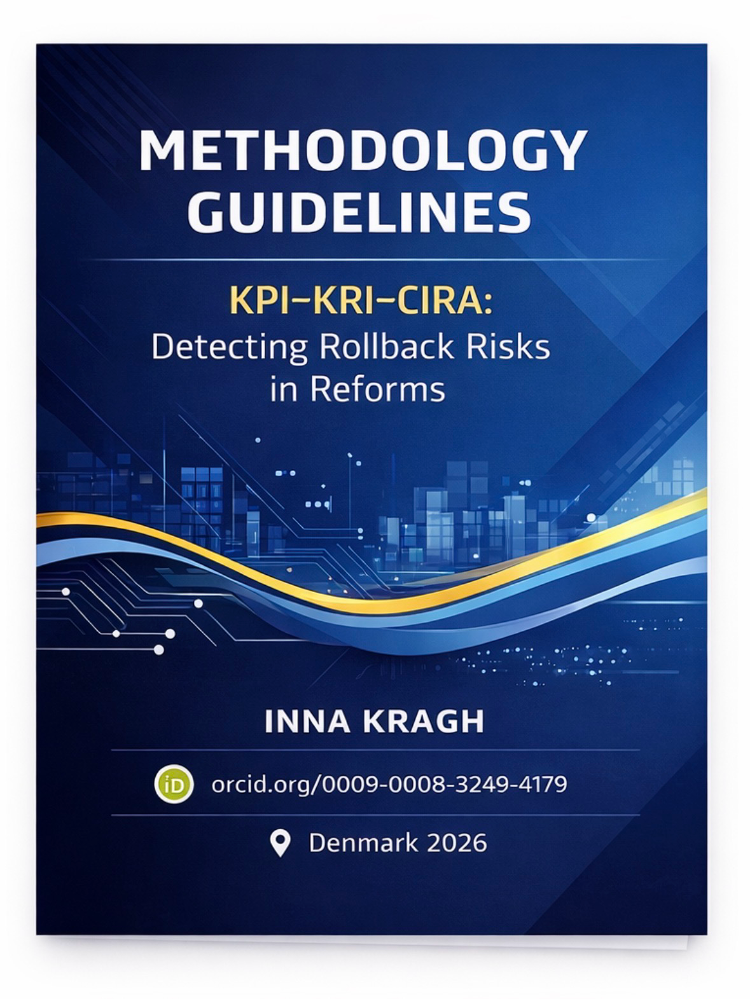 METHODOLOGY
GUIDELINES
KPI–KRI–CIRA:
Detecting Rollback Risks
in Reforms
INNA KRAGH
iD orcid.org/0009-0008-3249-4179
Denmark 2026